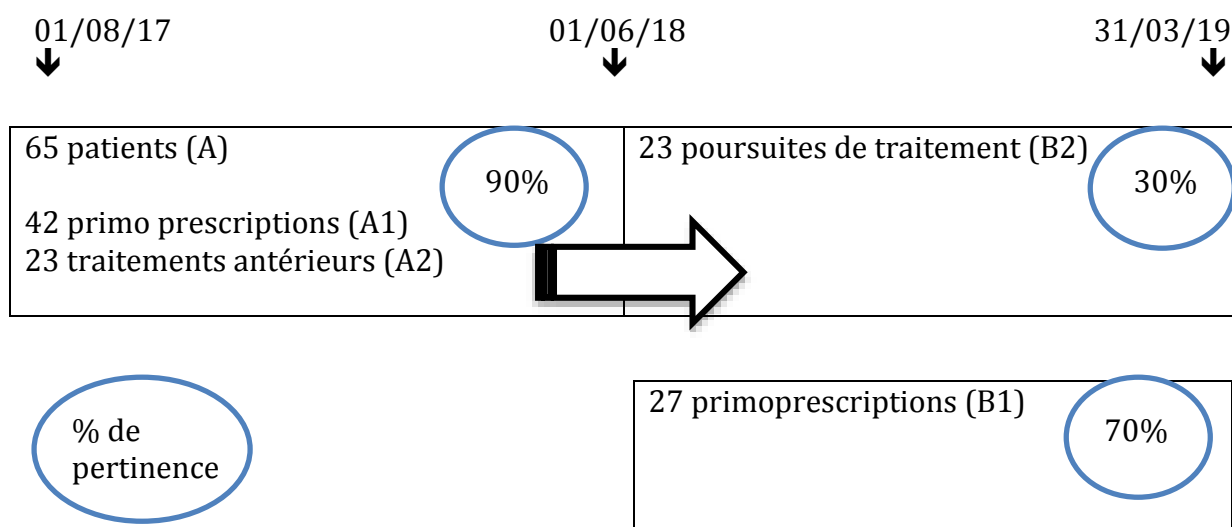 01/08/17 01/06/18 31/03/19
65 patients (A)
90%
42 primo prescriptions (A1)
23 traitements antérieurs (A2)
23 poursuites de traitement (B2)
30%
% de
pertinence
27 primoprescriptions (B1)
70%